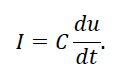 I = C du/dt.